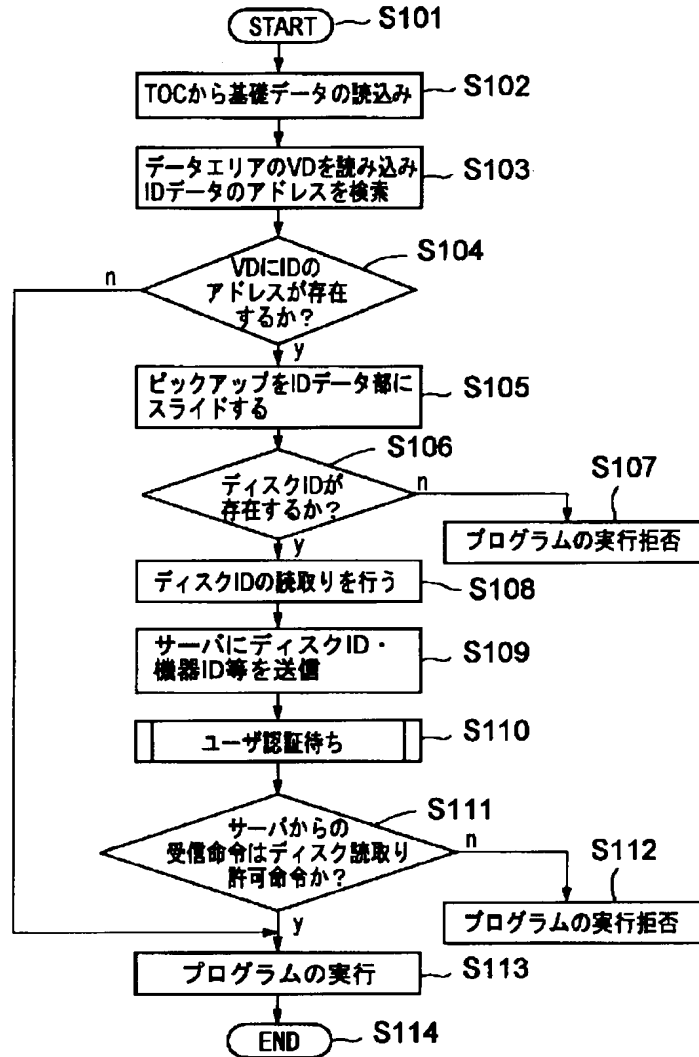 START
S101
TOCから基礎データの読込み
S102
データエリアのVDを読み込み
IDデータのアドレスを検索
S103
S104
n
VDにIDの
アドレスが存在
するか？
y
ピックアップをIDデータ部に
スライドする
S105
S106
ディスクIDが
存在するか？
n
S107
プログラムの実行拒否
y
ディスクIDの読取りを行う
S108
サーバにディスクID・
機器ID等を送信
S109
ユーザ認証待ち
S110
S111
サーバからの
受信命令はディスク読取り
許可命令か？
n
S112
プログラムの実行拒否
y
プログラムの実行
S113
END
S114